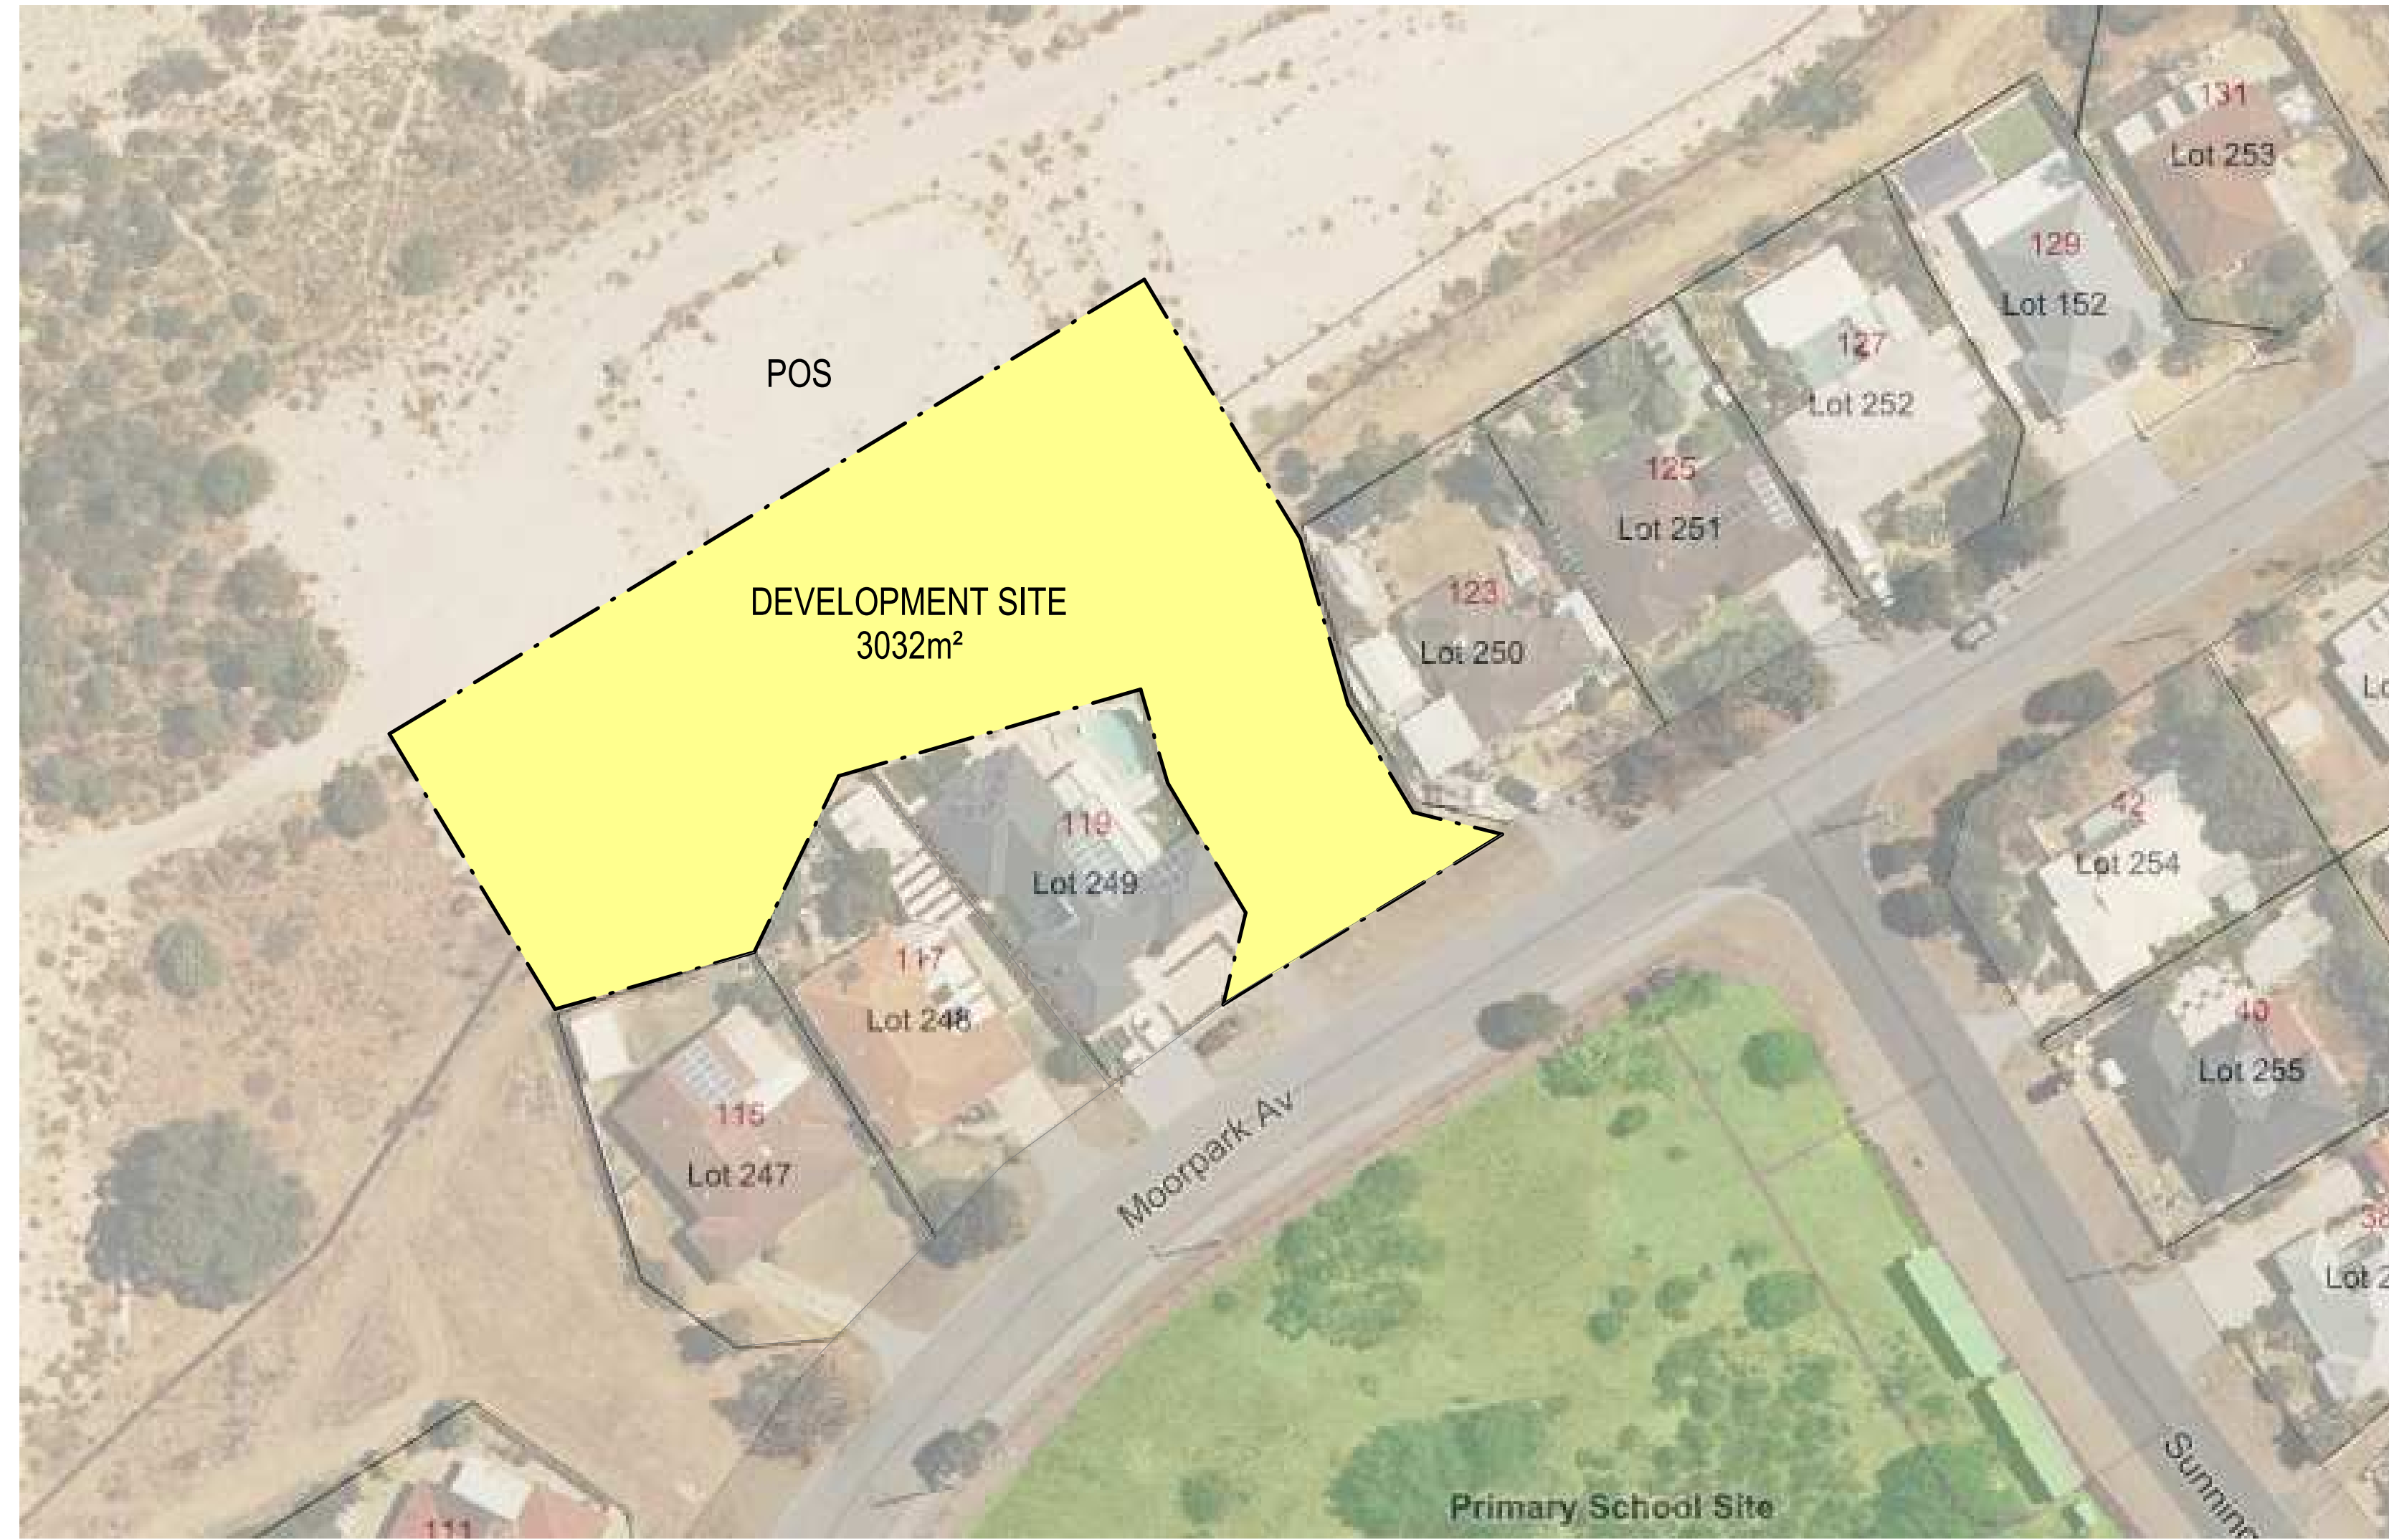 131
Lot 253
129
Lot 152
127
Lot 252
POS
125
Lot 251
DEVELOPMENT SITE
3032m²
123
Lot 250
119
Lot 249
42
Lot 254
117
Lot 248
40
Lot 255
115
Lot 247
Moorpark Av
38
Primary School Site
111